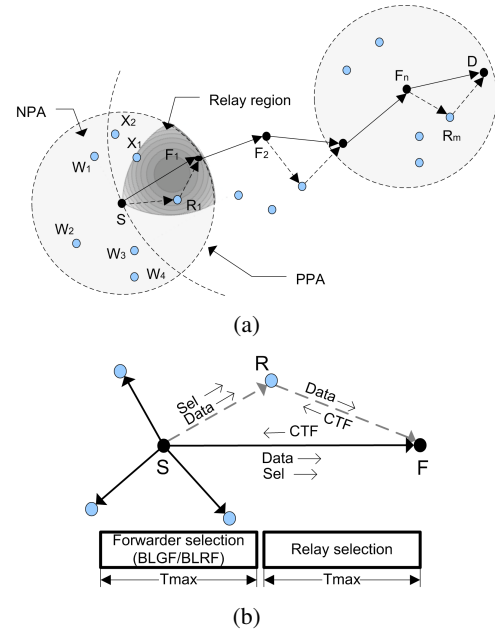 D
Fn
NPA
Relay region
X2
Rm
X1
F1
F2
W1
R1
S
W2
W3
W4
PPA
(a)
R
Sel
Data
Data
CTF
CTF
S
Data
Sel
F
Forwarder selection
(BLGF/BLRF)
Relay selection
Tmax
Tmax
(b)